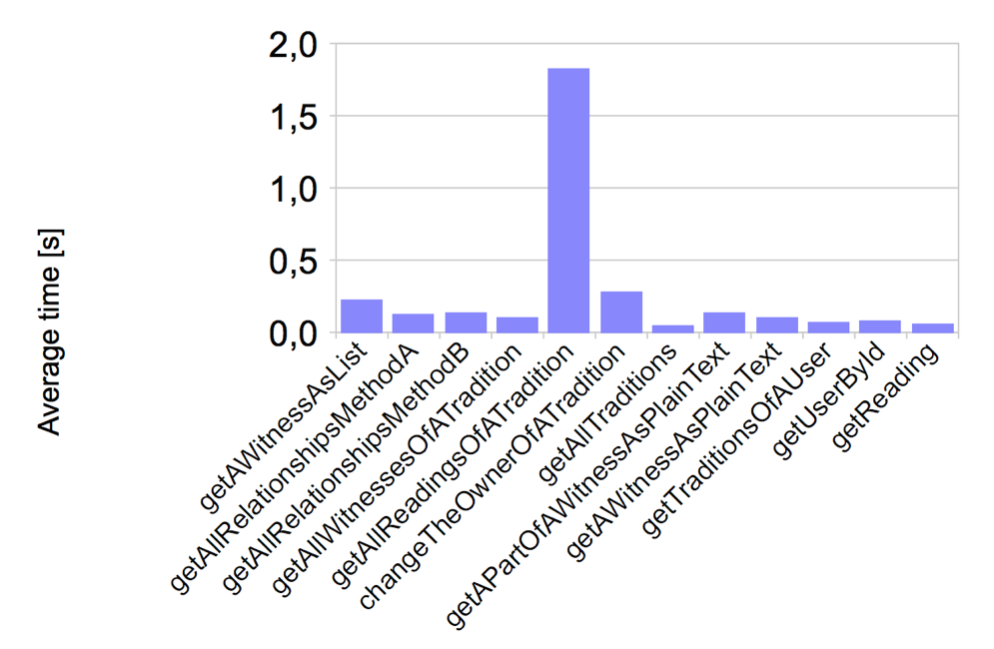 2,0
1,5
1,0
0,5
0,0
Average time [s]
getAWitnessAsList
getAllRelationshipsMethodA
getAllRelationshipsMethodB
getAllWitnessesOfATradition
getAllReadingsOfATradition
changeTheOwnerOfATradition
getAllTraditions
getAPartOfAWitnessAsPlainText
getAWitnessAsPlainText
getTraditionsOfAUser
getUserById
getReading